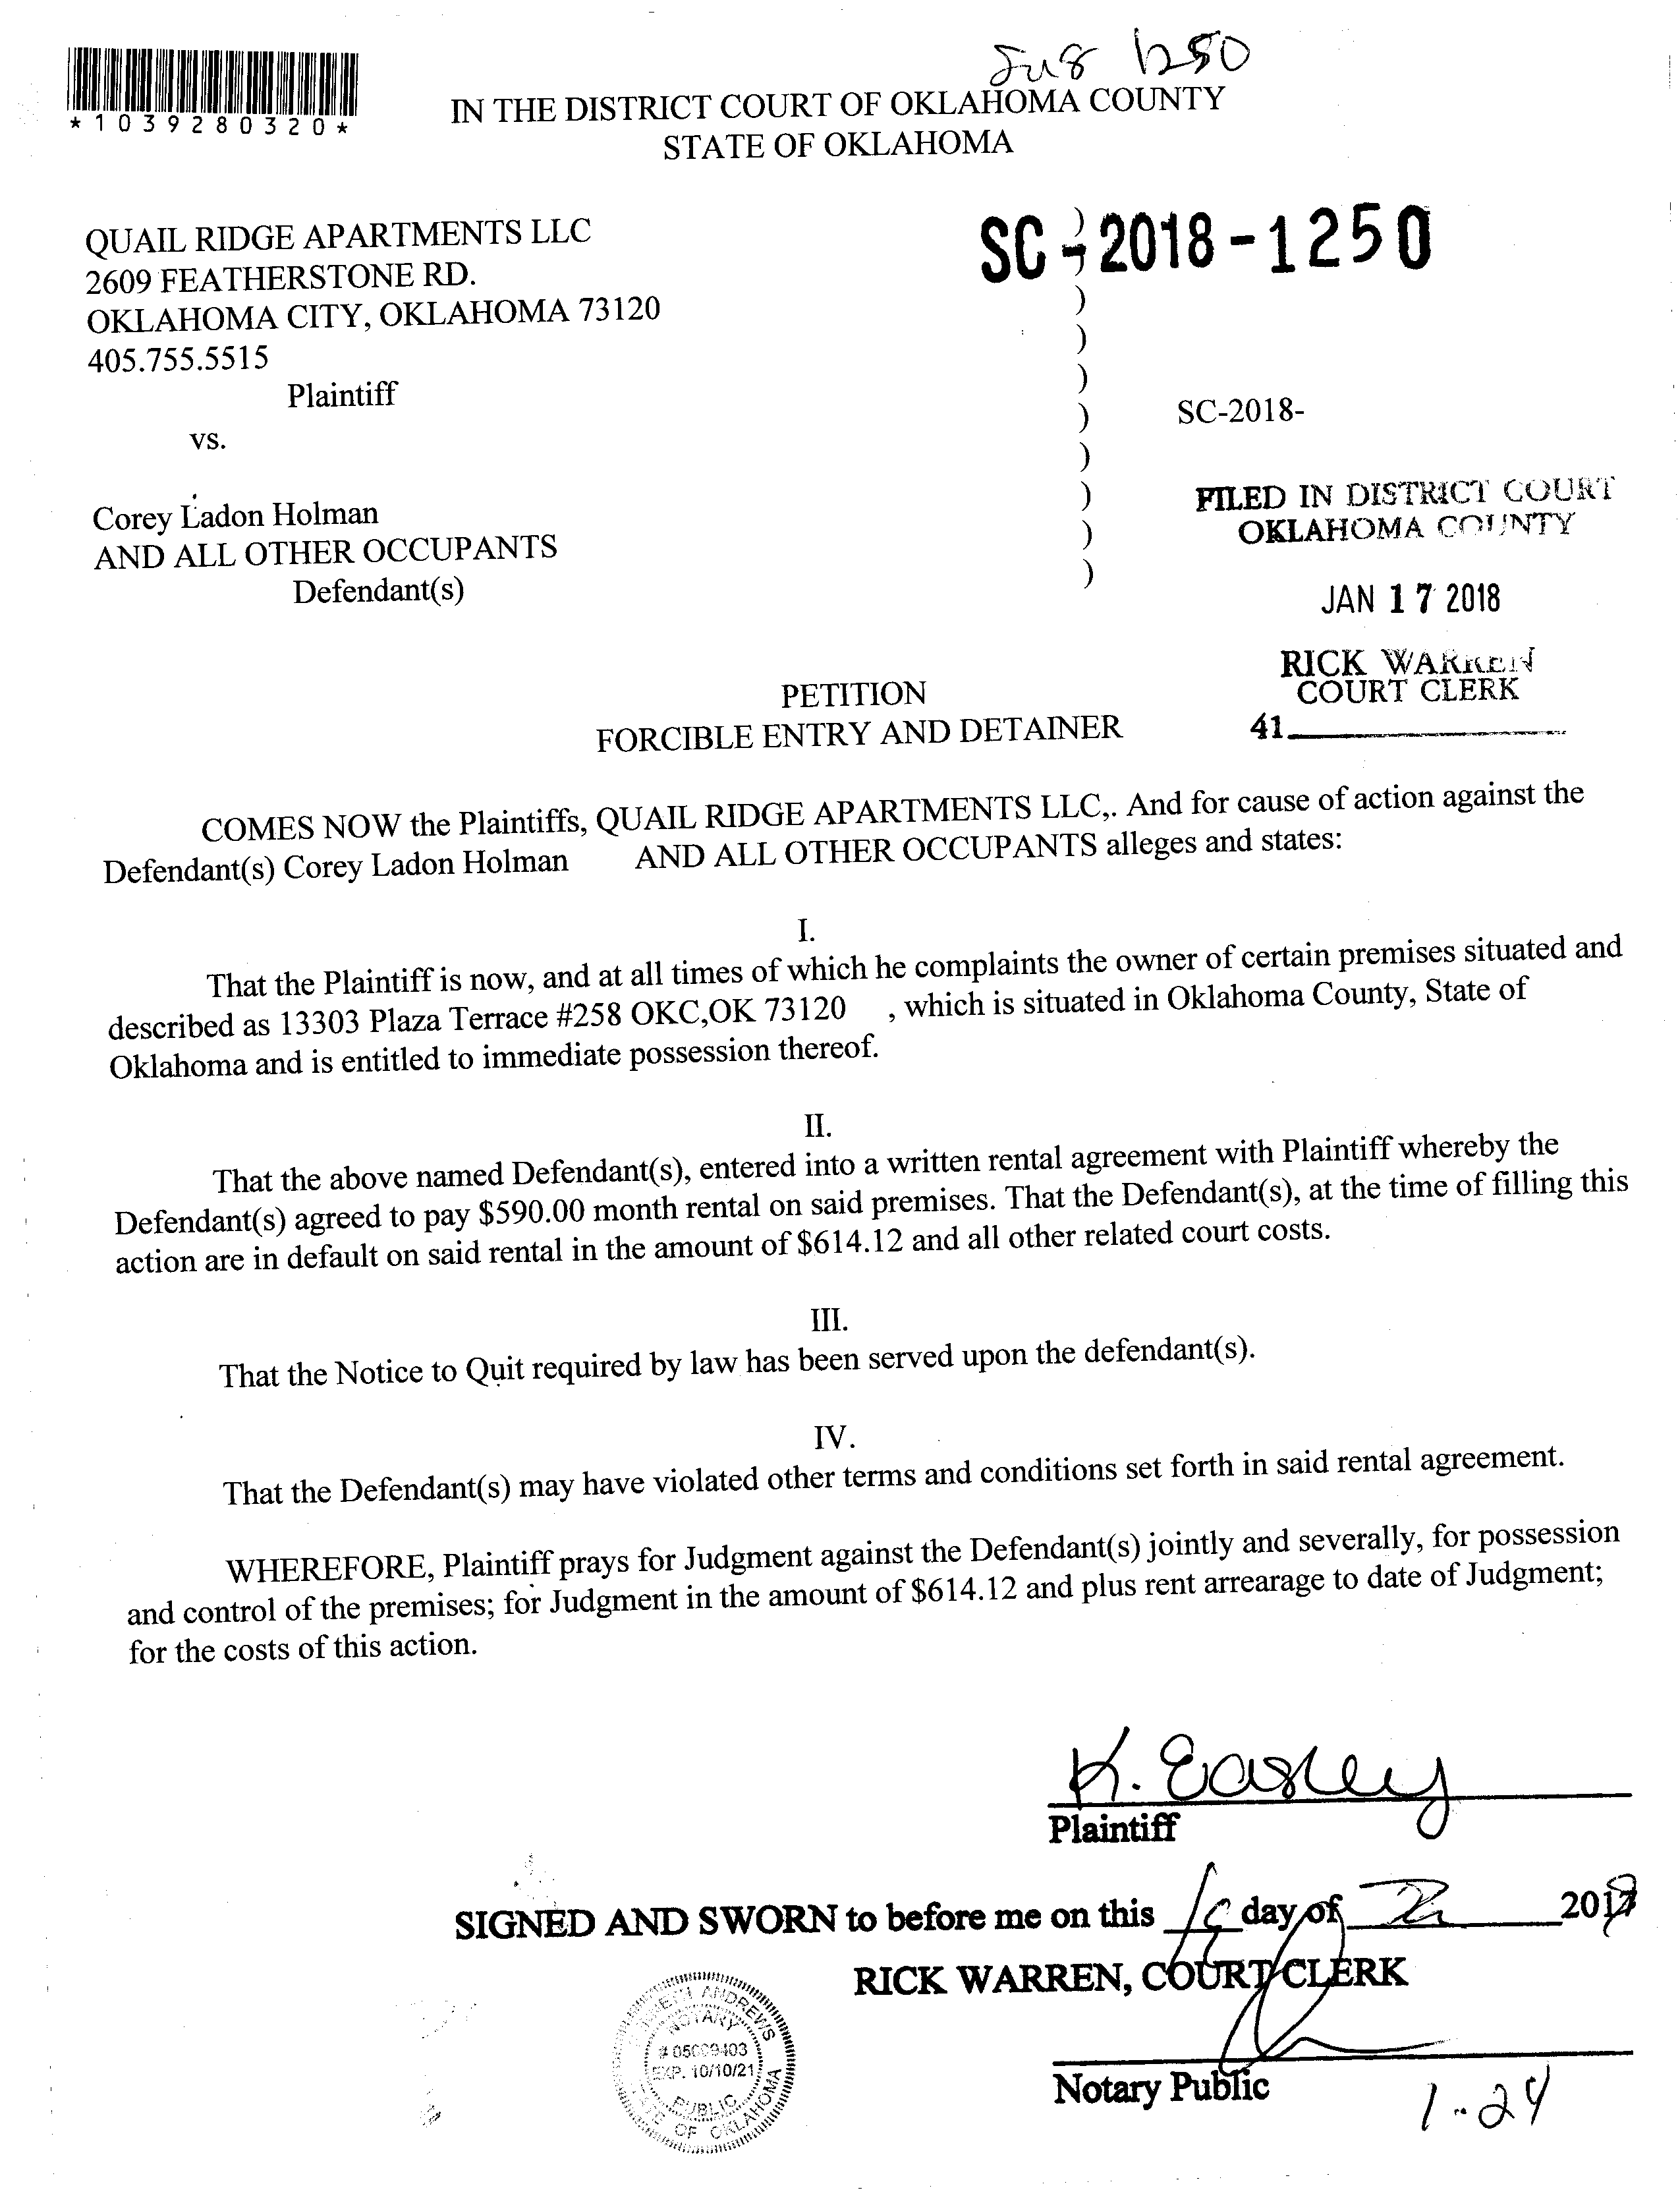 1250
*1039280320*
IN THE DISTRICT COURT OF OKLAHOMA COUNTY
STATE OF OKLAHOMA
QUAIL RIDGE APARTMENTS LLC
2609 FEATHERSTONE RD.
OKLAHOMA CITY, OKLAHOMA 73120
405.755.5515
Plaintiff
vs.
Corey Ladon Holman
AND ALL OTHER OCCUPANTS
Defendant(s)
)
)
)
)
)
)
)
)
)
SC-2018-1250
SC-2018-
FILED IN DISTRICT COURT
OKLAHOMA COUNTY
JAN 17 2018
RICK WARREN
COURT CLERK
41
PETITION
FORCIBLE ENTRY AND DETAINER
COMES NOW the Plaintiffs, QUAIL RIDGE APARTMENTS LLC,. And for cause of action against the
Defendant(s) Corey Ladon Holman AND ALL OTHER OCCUPANTS alleges and states:
I.
That the Plaintiff is now, and at all times of which he complaints the owner of certain premises situated and
described as 13303 Plaza Terrace #258 OKC,OK 73120 , which is situated in Oklahoma County, State of
Oklahoma and is entitled to immediate possession thereof.
II.
That the above named Defendant(s), entered into a written rental agreement with Plaintiff whereby the
Defendant(s) agreed to pay $590.00 month rental on said premises. That the Defendant(s), at the time of filling this
action are in default on said rental in the amount of $614.12 and all other related court costs.
III.
That the Notice to Quit required by law has been served upon the defendant(s).
IV.
That the Defendant(s) may have violated other terms and conditions set forth in said rental agreement.
WHEREFORE, Plaintiff prays for Judgment against the Defendant(s) jointly and severally, for possession
and control of the premises; for Judgment in the amount of $614.12 and plus rent arrearage to date of Judgment;
for the costs of this action.
K. Easley
Plaintiff
SIGNED AND SWORN to before me on this day of 201
RICK WARREN, COURT CLERK
ANDREWS
NOTARY
EXP. 10/10/21
PUBLIC
OF OKLAHOMA
Notary Public
1-24